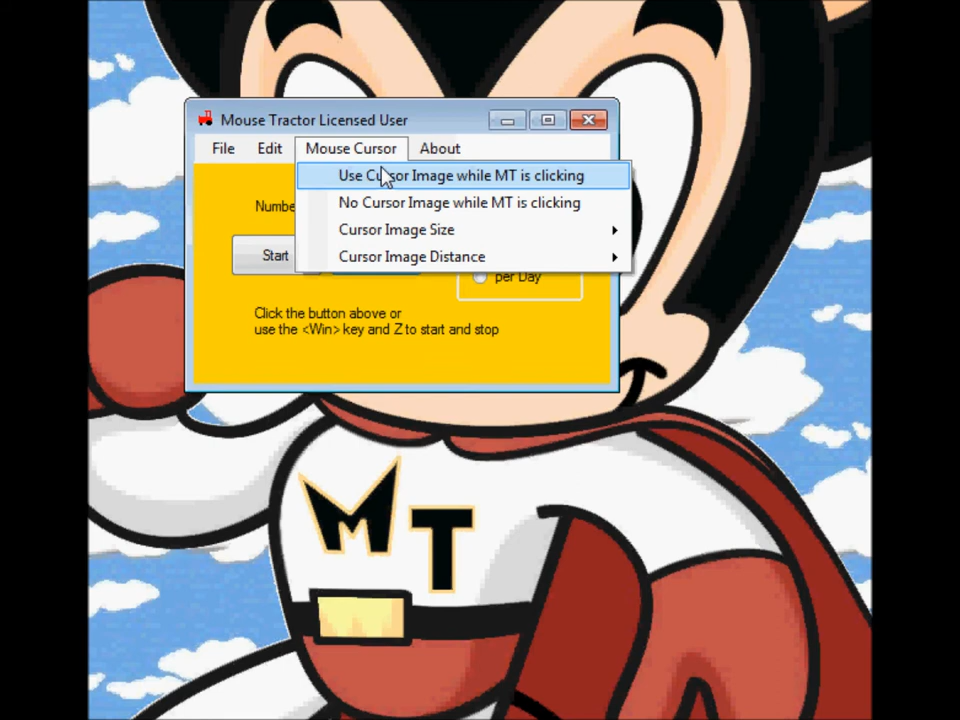 Mouse Tractor Licensed User
File Edit Mouse Cursor About
Use Cursor Image while MT is clicking
No Cursor Image while MT is clicking
Cursor Image Size
Cursor Image Distance
Start
per Day
Click the button above or
use the <Win> key and Z to start and stop
MT